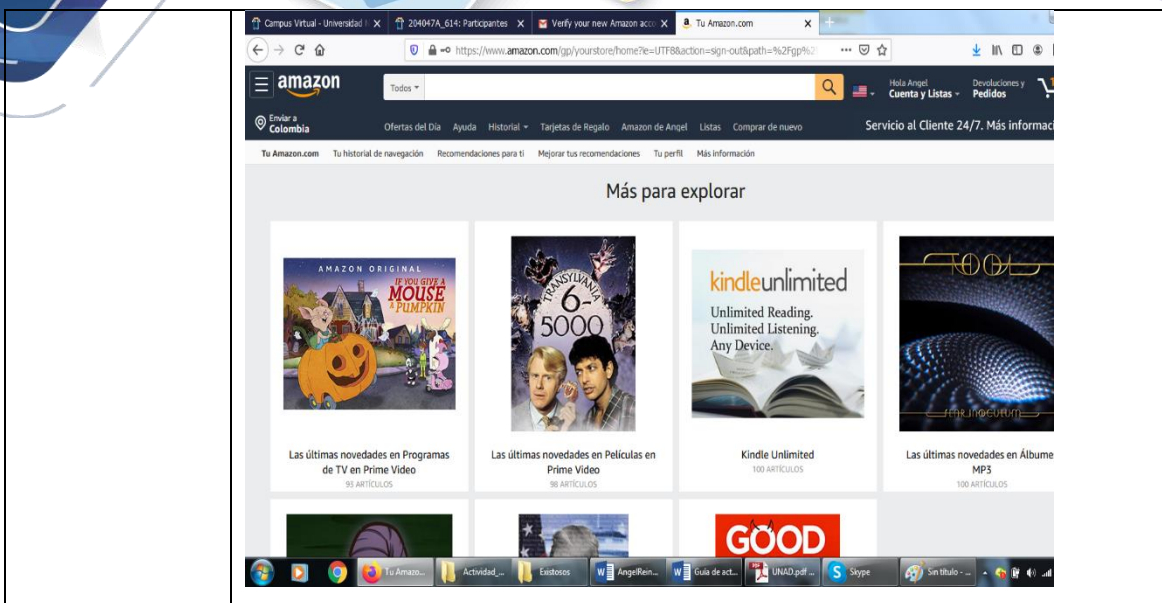 Campus Virtual - Universidad N
204047A_614: Participantes
Verify your new Amazon acco
Tu Amazon.com
https://www.amazon.com/gp/yourstore/home?ie=UTF8&action=sign-out&path=%2Fgp%2
amazon
Todos
Hola Angel
Cuenta y Listas
Devoluciones y
Pedidos
Enviar a
Colombia
Ofertas del Día Ayuda Historial Tarjetas de Regalo Amazon de Angel Listas Comprar de nuevo
Servicio al Cliente 24/7. Más informaci
Tu Amazon.com Tu historial de navegación Recomendaciones para ti Mejorar tus recomendaciones Tu perfil Más información
Más para explorar
AMAZON ORIGINAL
IF YOU GIVE A
MOUSE
A PUMPKIN
TRANSYLVANIA
6-
5000
kindleunlimited
Unlimited Reading.
Unlimited Listening.
Any Device.
TOOL
FEAR INOCULUM
Las últimas novedades en Programas
de TV en Prime Video
93 ARTÍCULOS
Las últimas novedades en Películas en
Prime Video
98 ARTÍCULOS
Kindle Unlimited
100 ARTÍCULOS
Las últimas novedades en Álbume
MP3
100 ARTÍCULOS
GOOD
Tu Amazo...
Actividad_...
Existosos
AngelRein...
Guia de act...
UNAD.pdf ...
Skype
Sin título - ...